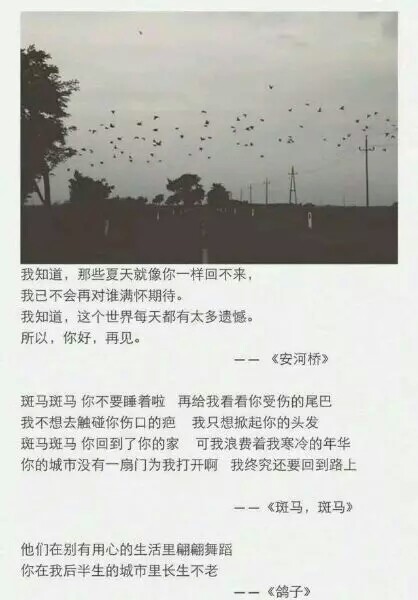 我知道，那些夏天就像你一样回不来，
我已不会再对谁满怀期待。
我知道，这个世界每天都有太多遗憾。
所以，你好，再见。
——《安河桥》
斑马斑马 你不要睡着啦 再给我看看你受伤的尾巴
我不想去触碰你伤口的疤 我只想掀起你的头发
斑马斑马 你回到了你的家 可我浪费着我寒冷的年华
你的城市没有一扇门为我打开啊 我终究还要回到路上
——《斑马，斑马》
他们在别有用心的生活里翩翩舞蹈
你在我后半生的城市里长生不老
——《鸽子》